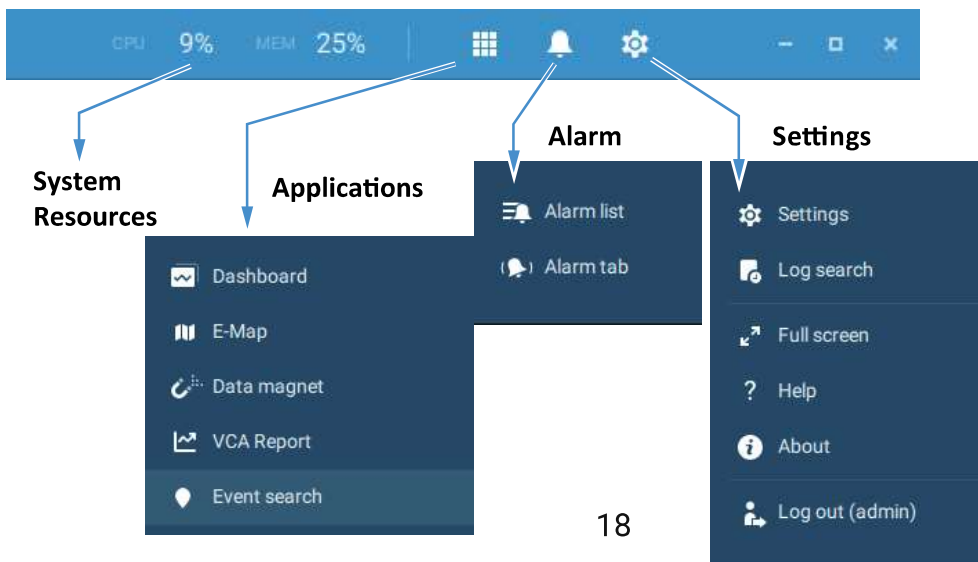 CPU 9% MEM 25%
System
Resources
Applications
Alarm
Settings
Dashboard
E-Map
Data magnet
VCA Report
Event search
Alarm list
Alarm tab
Settings
Log search
Full screen
? Help
About
Log out (admin)
18